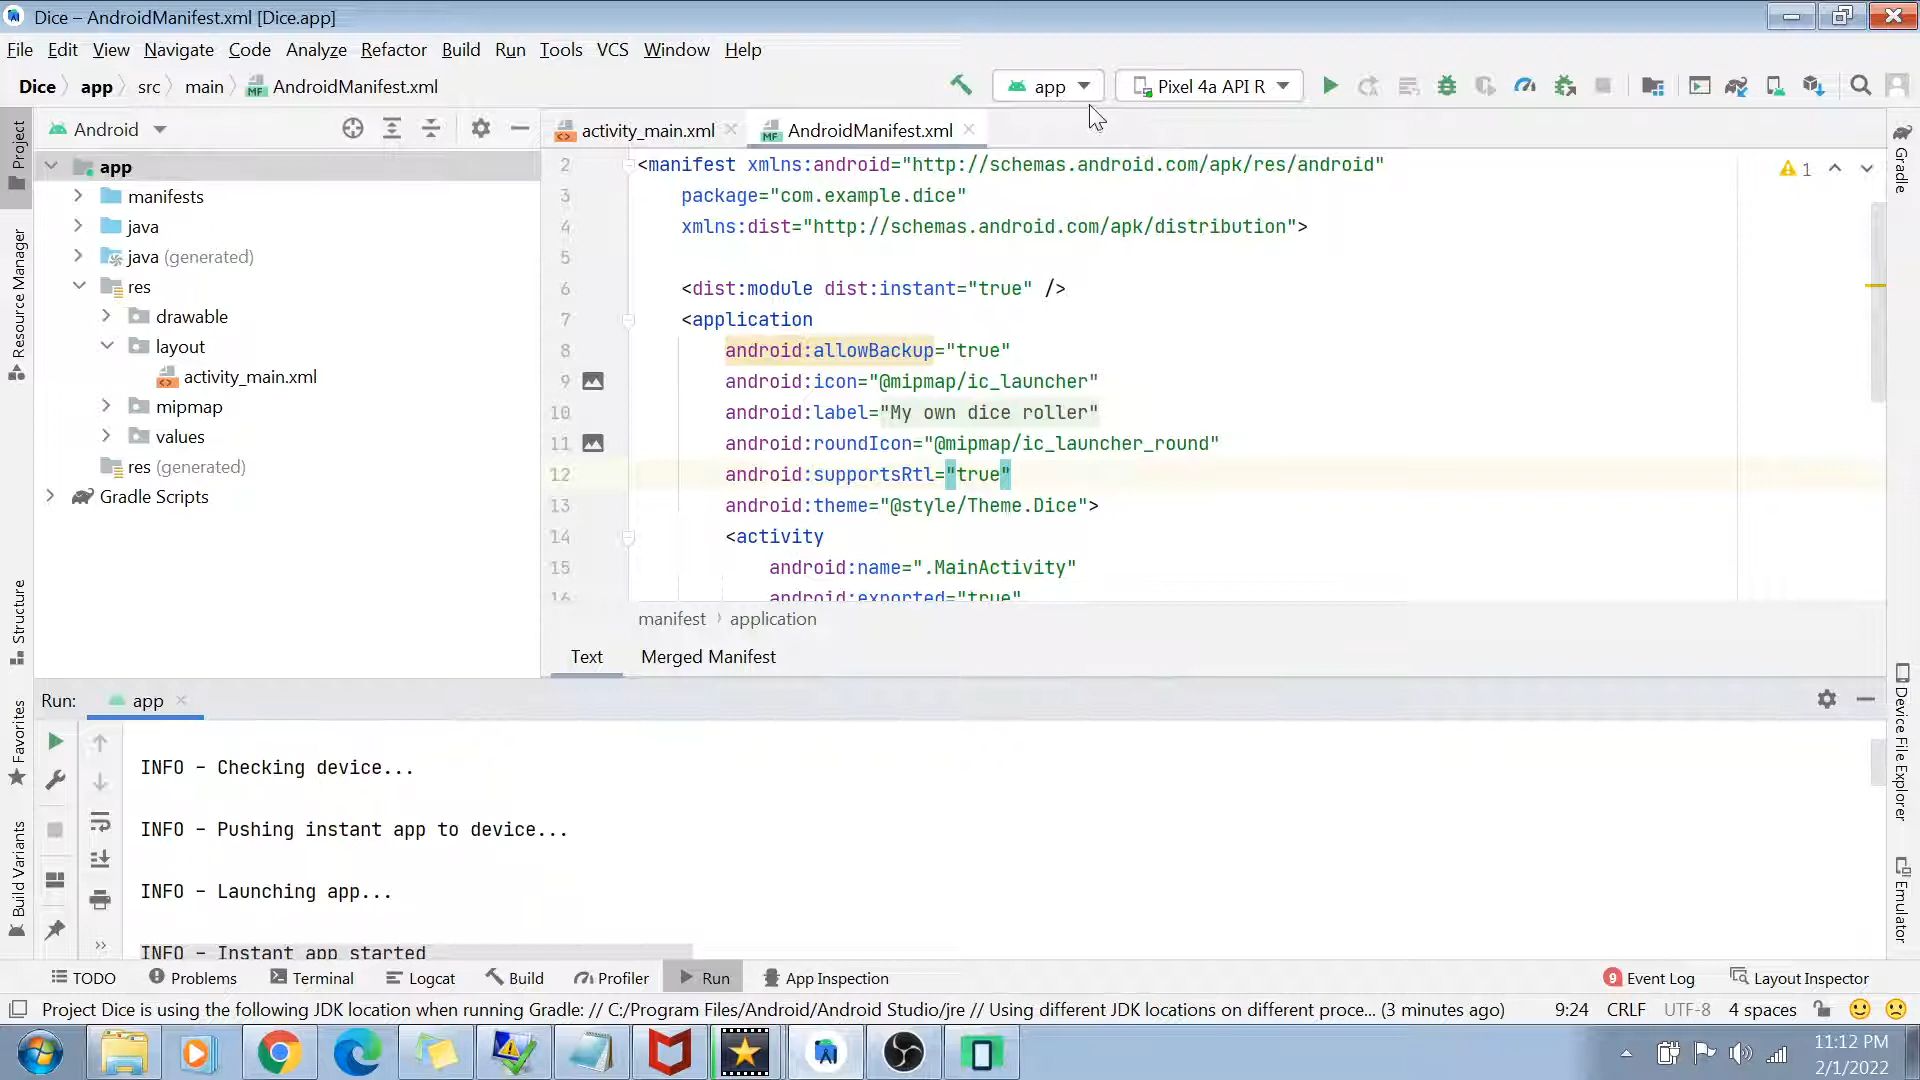 Dice – AndroidManifest.xml [Dice.app]
File Edit View Navigate Code Analyze Refactor Build Run Tools VCS Window Help
Dice app src main AndroidManifest.xml
app
Pixel 4a API R
Android
activity_main.xml
AndroidManifest.xml
Project
Resource Manager
Structure
Favorites
Build Variants
app
manifests
java
java (generated)
res
drawable
layout
activity_main.xml
mipmap
values
res (generated)
Gradle Scripts
2 <manifest xmlns:android="http://schemas.android.com/apk/res/android"
3 package="com.example.dice"
4 xmlns:dist="http://schemas.android.com/apk/distribution">
5
6 <dist:module dist:instant="true" />
7 <application
8 android:allowBackup="true"
9 android:icon="@mipmap/ic_launcher"
10 android:label="My own dice roller"
11 android:roundIcon="@mipmap/ic_launcher_round"
12 android:supportsRtl="true"
13 android:theme="@style/Theme.Dice">
14 <activity
15 android:name=".MainActivity"
16 android:exported="true"
1
manifest › application
Text Merged Manifest
Gradle
Device File Explorer
Emulator
Run: app
INFO - Checking device...
INFO - Pushing instant app to device...
INFO - Launching app...
INFO - Instant app started
TODO Problems Terminal Logcat Build Profiler Run App Inspection
9 Event Log Layout Inspector
Project Dice is using the following JDK location when running Gradle: // C:/Program Files/Android/Android Studio/jre // Using different JDK locations on different proce... (3 minutes ago)
9:24 CRLF UTF-8 4 spaces
11:12 PM
2/1/2022